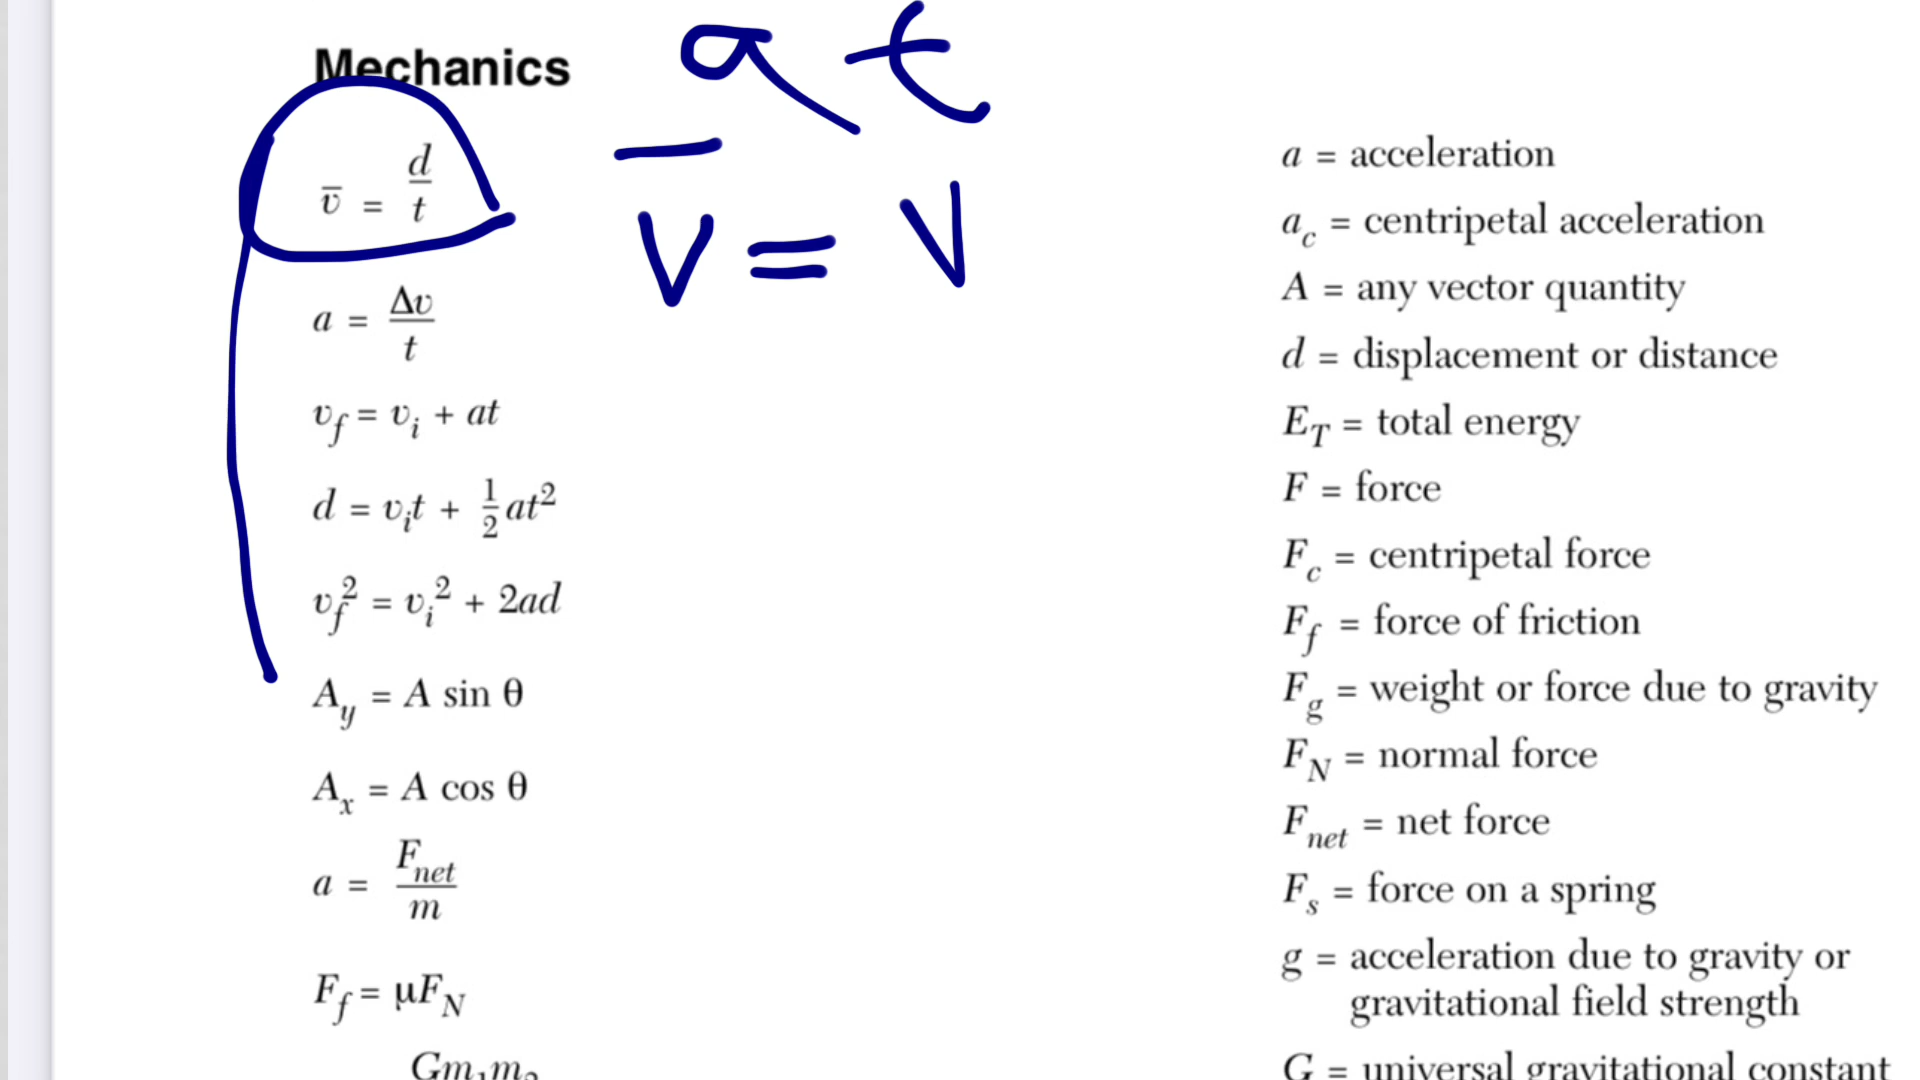 Mechanics
a t
v̅ = d/t
v̅ = v
a = Δv/t
v_f = v_i + at
d = v_i t + ½at²
v_f² = v_i² + 2ad
A_y = A sin θ
A_x = A cos θ
a = F_net/m
F_f = μF_N
Gm₁m₂
a = acceleration
a_c = centripetal acceleration
A = any vector quantity
d = displacement or distance
E_T = total energy
F = force
F_c = centripetal force
F_f = force of friction
F_g = weight or force due to gravity
F_N = normal force
F_net = net force
F_s = force on a spring
g = acceleration due to gravity or
gravitational field strength
G = universal gravitational constant